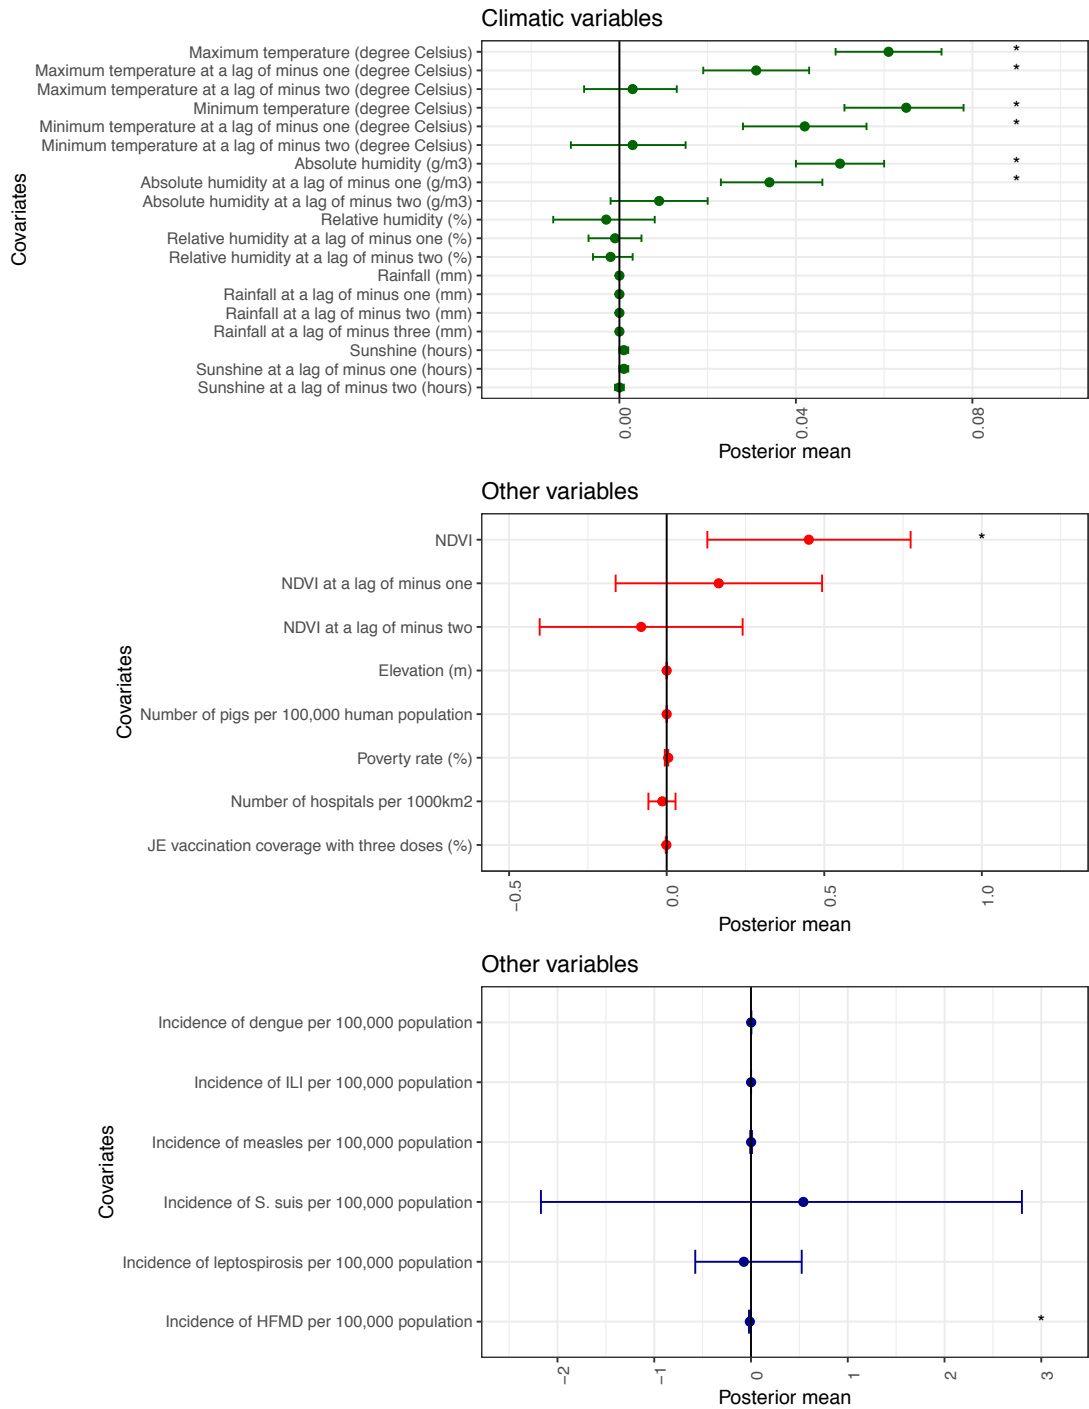 Climatic variables
Maximum temperature (degree Celsius)
*
Maximum temperature at a lag of minus one (degree Celsius)
*
Maximum temperature at a lag of minus two (degree Celsius)
Minimum temperature (degree Celsius)
*
Minimum temperature at a lag of minus one (degree Celsius)
*
Minimum temperature at a lag of minus two (degree Celsius)
Absolute humidity (g/m3)
*
Absolute humidity at a lag of minus one (g/m3)
*
Absolute humidity at a lag of minus two (g/m3)
Relative humidity (%)
Relative humidity at a lag of minus one (%)
Relative humidity at a lag of minus two (%)
Rainfall (mm)
Rainfall at a lag of minus one (mm)
Rainfall at a lag of minus two (mm)
Rainfall at a lag of minus three (mm)
Sunshine (hours)
Sunshine at a lag of minus one (hours)
Sunshine at a lag of minus two (hours)
Covariates
0.00
0.04
0.08
Posterior mean
Other variables
NDVI
*
NDVI at a lag of minus one
NDVI at a lag of minus two
Elevation (m)
Number of pigs per 100,000 human population
Poverty rate (%)
Number of hospitals per 1000km2
JE vaccination coverage with three doses (%)
Covariates
−0.5
0.0
0.5
1.0
Posterior mean
Other variables
Incidence of dengue per 100,000 population
Incidence of ILI per 100,000 population
Incidence of measles per 100,000 population
Incidence of S. suis per 100,000 population
Incidence of leptospirosis per 100,000 population
Incidence of HFMD per 100,000 population
*
Covariates
−2
−1
0
1
2
3
Posterior mean